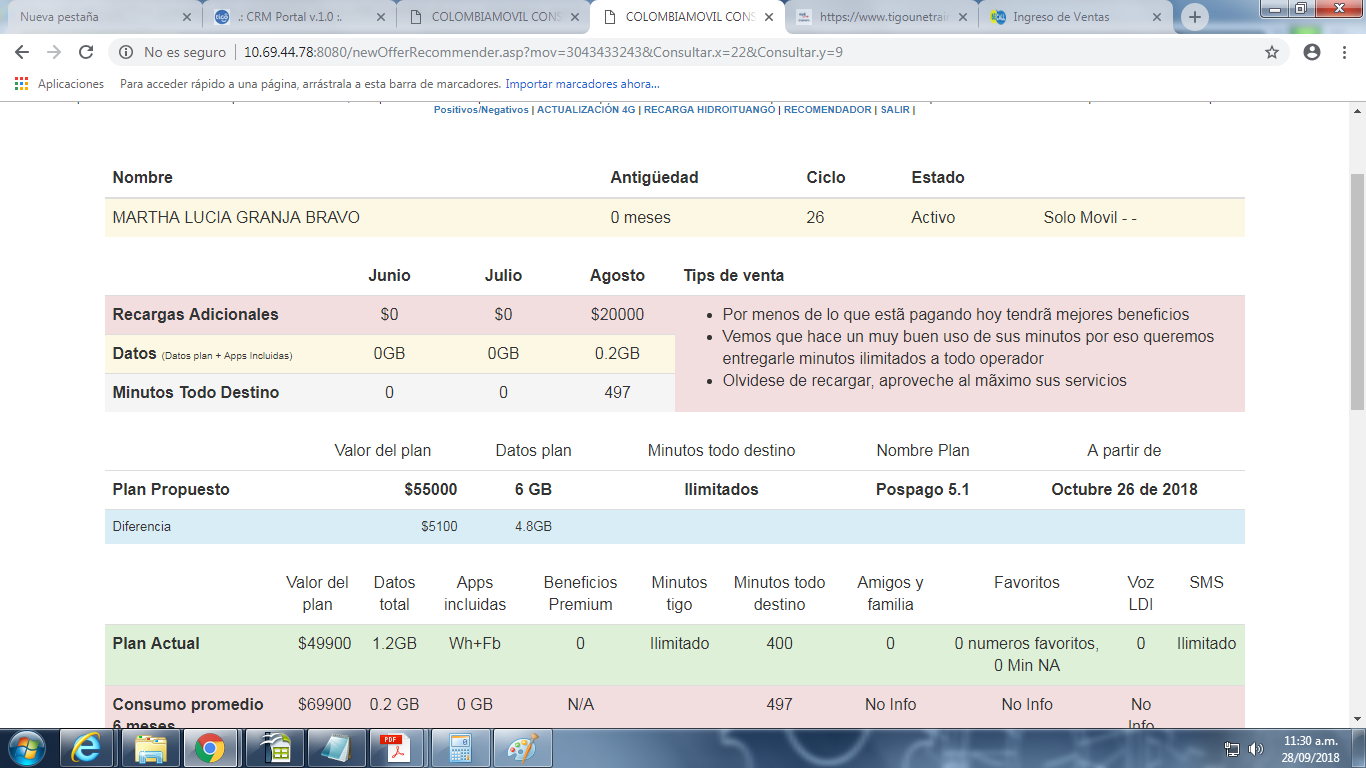 Nueva pestaña
.: CRM Portal v.1.0 :.
COLOMBIAMOVIL CONS
COLOMBIAMOVIL CONS
https://www.tigounetrain
Ingreso de Ventas
No es seguro | 10.69.44.78:8080/newOfferRecommender.asp?mov=3043433243&Consultar.x=22&Consultar.y=9
Aplicaciones Para acceder rápido a una página, arrástrala a esta barra de marcadores. Importar marcadores ahora...
Positivos/Negativos | ACTUALIZACIÓN 4G | RECARGA HIDROITUANGO | RECOMENDADOR | SALIR |
Nombre Antigüedad Ciclo Estado
MARTHA LUCIA GRANJA BRAVO 0 meses 26 Activo Solo Movil - -
Junio Julio Agosto Tips de venta
Recargas Adicionales $0 $0 $20000
Datos (Datos plan + Apps Incluidas) 0GB 0GB 0.2GB
Minutos Todo Destino 0 0 497
• Por menos de lo que estã pagando hoy tendrã mejores beneficios
• Vemos que hace un muy buen uso de sus minutos por eso queremos
entregarle minutos ilimitados a todo operador
• Olvidese de recargar, aproveche al mãximo sus servicios
Valor del plan Datos plan Minutos todo destino Nombre Plan A partir de
Plan Propuesto $55000 6 GB Ilimitados Pospago 5.1 Octubre 26 de 2018
Diferencia $5100 4.8GB
Valor del Datos Apps Beneficios Minutos Minutos todo Amigos y Favoritos Voz SMS
plan total incluidas Premium tigo destino familia LDI
Plan Actual $49900 1.2GB Wh+Fb 0 Ilimitado 400 0 0 numeros favoritos, 0 Ilimitado
0 Min NA
Consumo promedio $69900 0.2 GB 0 GB N/A 497 No Info No Info No
6 meses Info
PDF
11:30 a.m.
28/09/2018